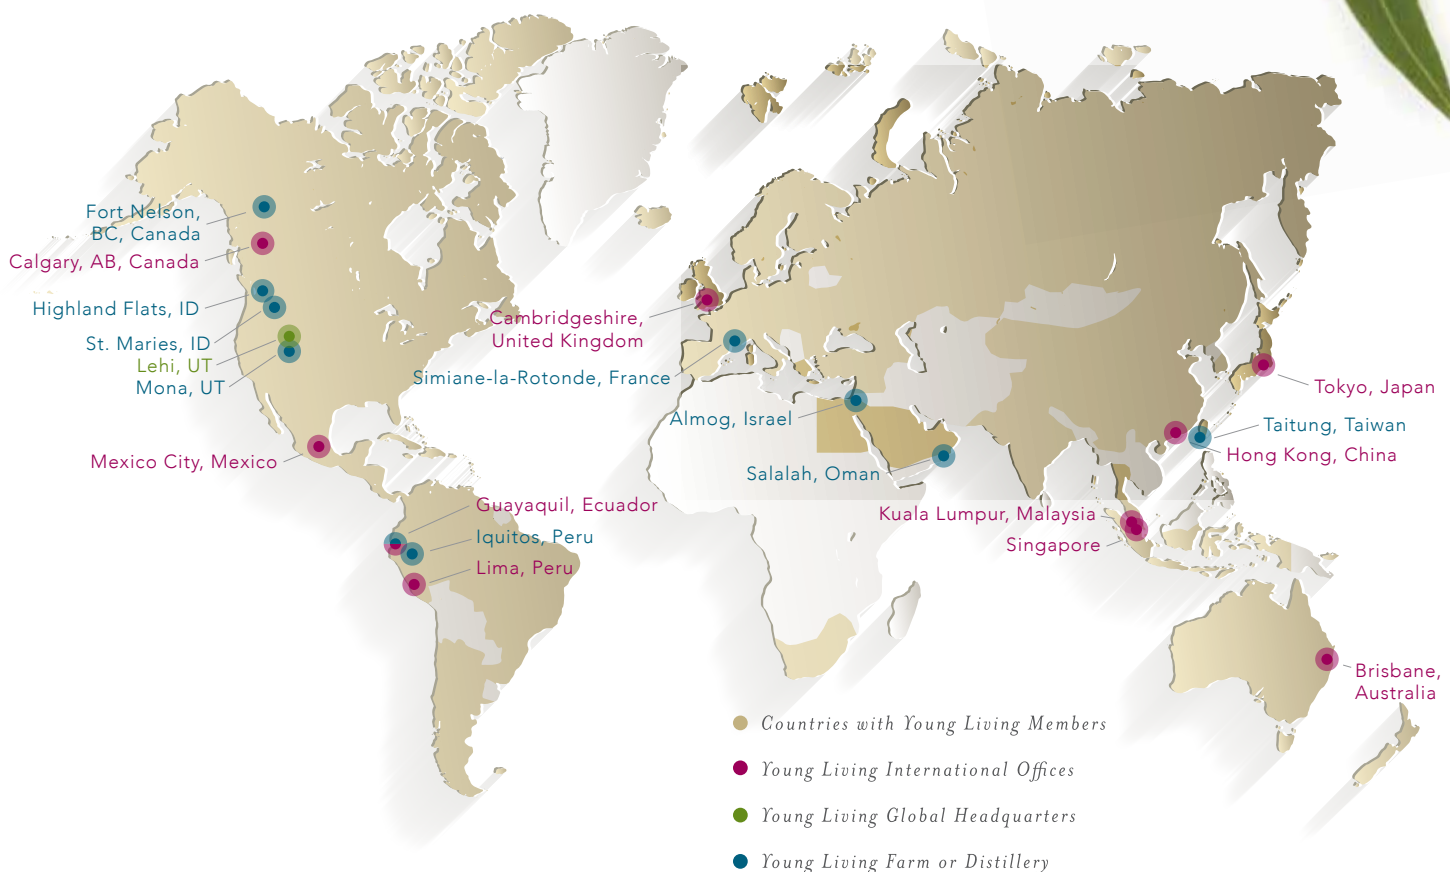 Fort Nelson,
BC, Canada
Calgary, AB, Canada
Highland Flats, ID
St. Maries, ID
Lehi, UT
Mona, UT
Mexico City, Mexico
Guayaquil, Ecuador
Iquitos, Peru
Lima, Peru
Cambridgeshire,
United Kingdom
Simiane-la-Rotonde, France
Almog, Israel
Salalah, Oman
Kuala Lumpur, Malaysia
Singapore
Tokyo, Japan
Taitung, Taiwan
Hong Kong, China
Brisbane,
Australia
Countries with Young Living Members
Young Living International Offices
Young Living Global Headquarters
Young Living Farm or Distillery